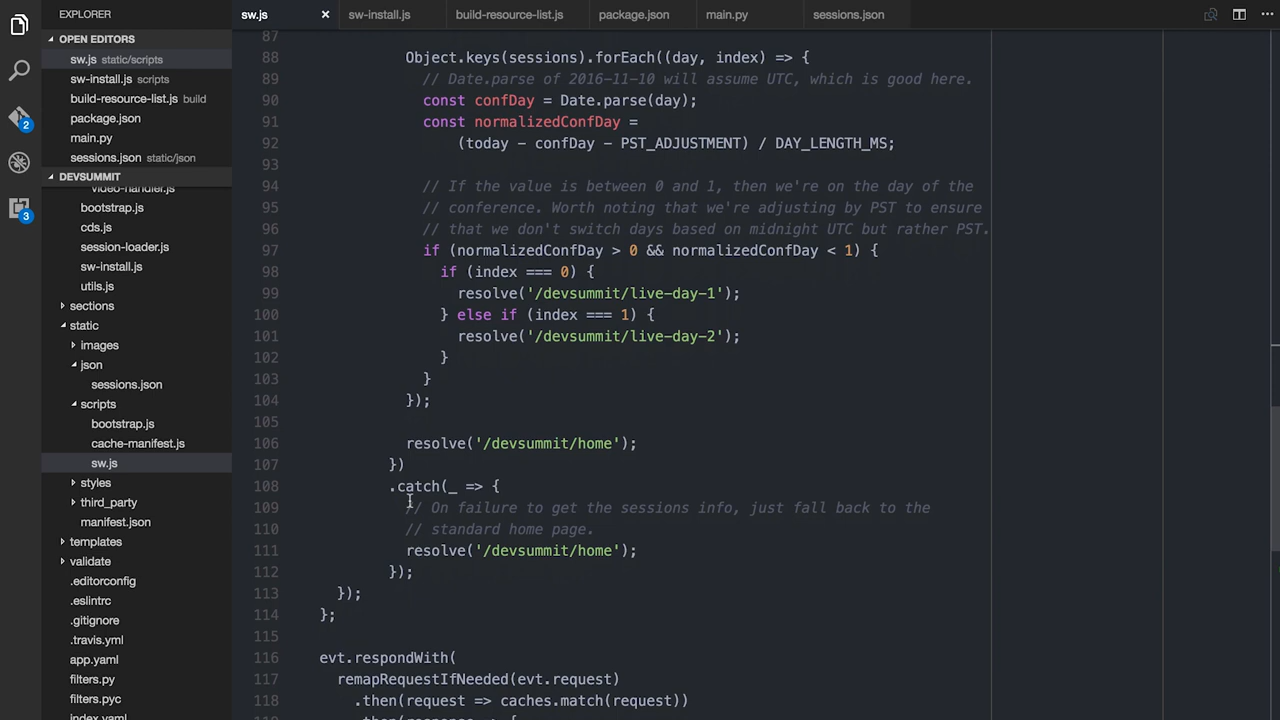 EXPLORER
OPEN EDITORS
sw.js static/scripts
sw-install.js scripts
build-resource-list.js build
package.json
main.py
sessions.json static/json
DEVSUMMIT
video-handler.js
bootstrap.js
cds.js
session-loader.js
sw-install.js
utils.js
sections
static
images
json
sessions.json
scripts
bootstrap.js
cache-manifest.js
sw.js
styles
third_party
manifest.json
templates
validate
.editorconfig
.eslintrc
.gitignore
.travis.yml
app.yaml
filters.py
filters.pyc
index.yaml
2
3
sw.js × sw-install.js build-resource-list.js package.json main.py sessions.json
87
88 Object.keys(sessions).forEach((day, index) => {
89 // Date.parse of 2016-11-10 will assume UTC, which is good here.
90 const confDay = Date.parse(day);
91 const normalizedConfDay =
92 (today - confDay - PST_ADJUSTMENT) / DAY_LENGTH_MS;
93
94 // If the value is between 0 and 1, then we're on the day of the
95 // conference. Worth noting that we're adjusting by PST to ensure
96 // that we don't switch days based on midnight UTC but rather PST.
97 if (normalizedConfDay > 0 && normalizedConfDay < 1) {
98 if (index === 0) {
99 resolve('/devsummit/live-day-1');
100 } else if (index === 1) {
101 resolve('/devsummit/live-day-2');
102 }
103 }
104 });
105
106 resolve('/devsummit/home');
107 })
108 .catch(_ => {
109 // On failure to get the sessions info, just fall back to the
110 // standard home page.
111 resolve('/devsummit/home');
112 });
113 });
114 };
115
116 evt.respondWith(
117 remapRequestIfNeeded(evt.request)
118 .then(request => caches.match(request))
119 .then(response => {